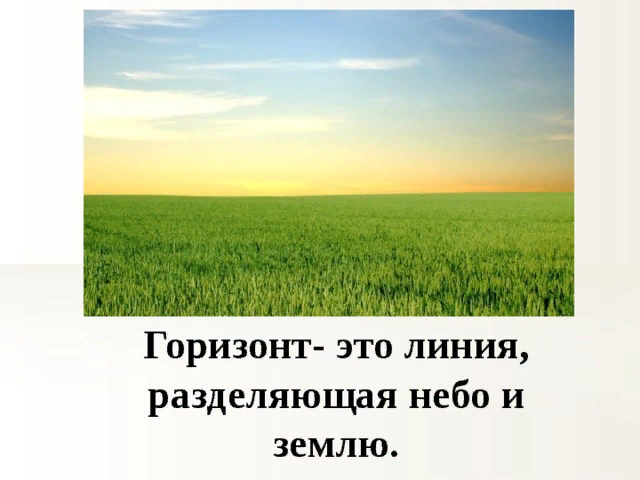 Горизонт- это линия,
разделяющая небо и
землю.